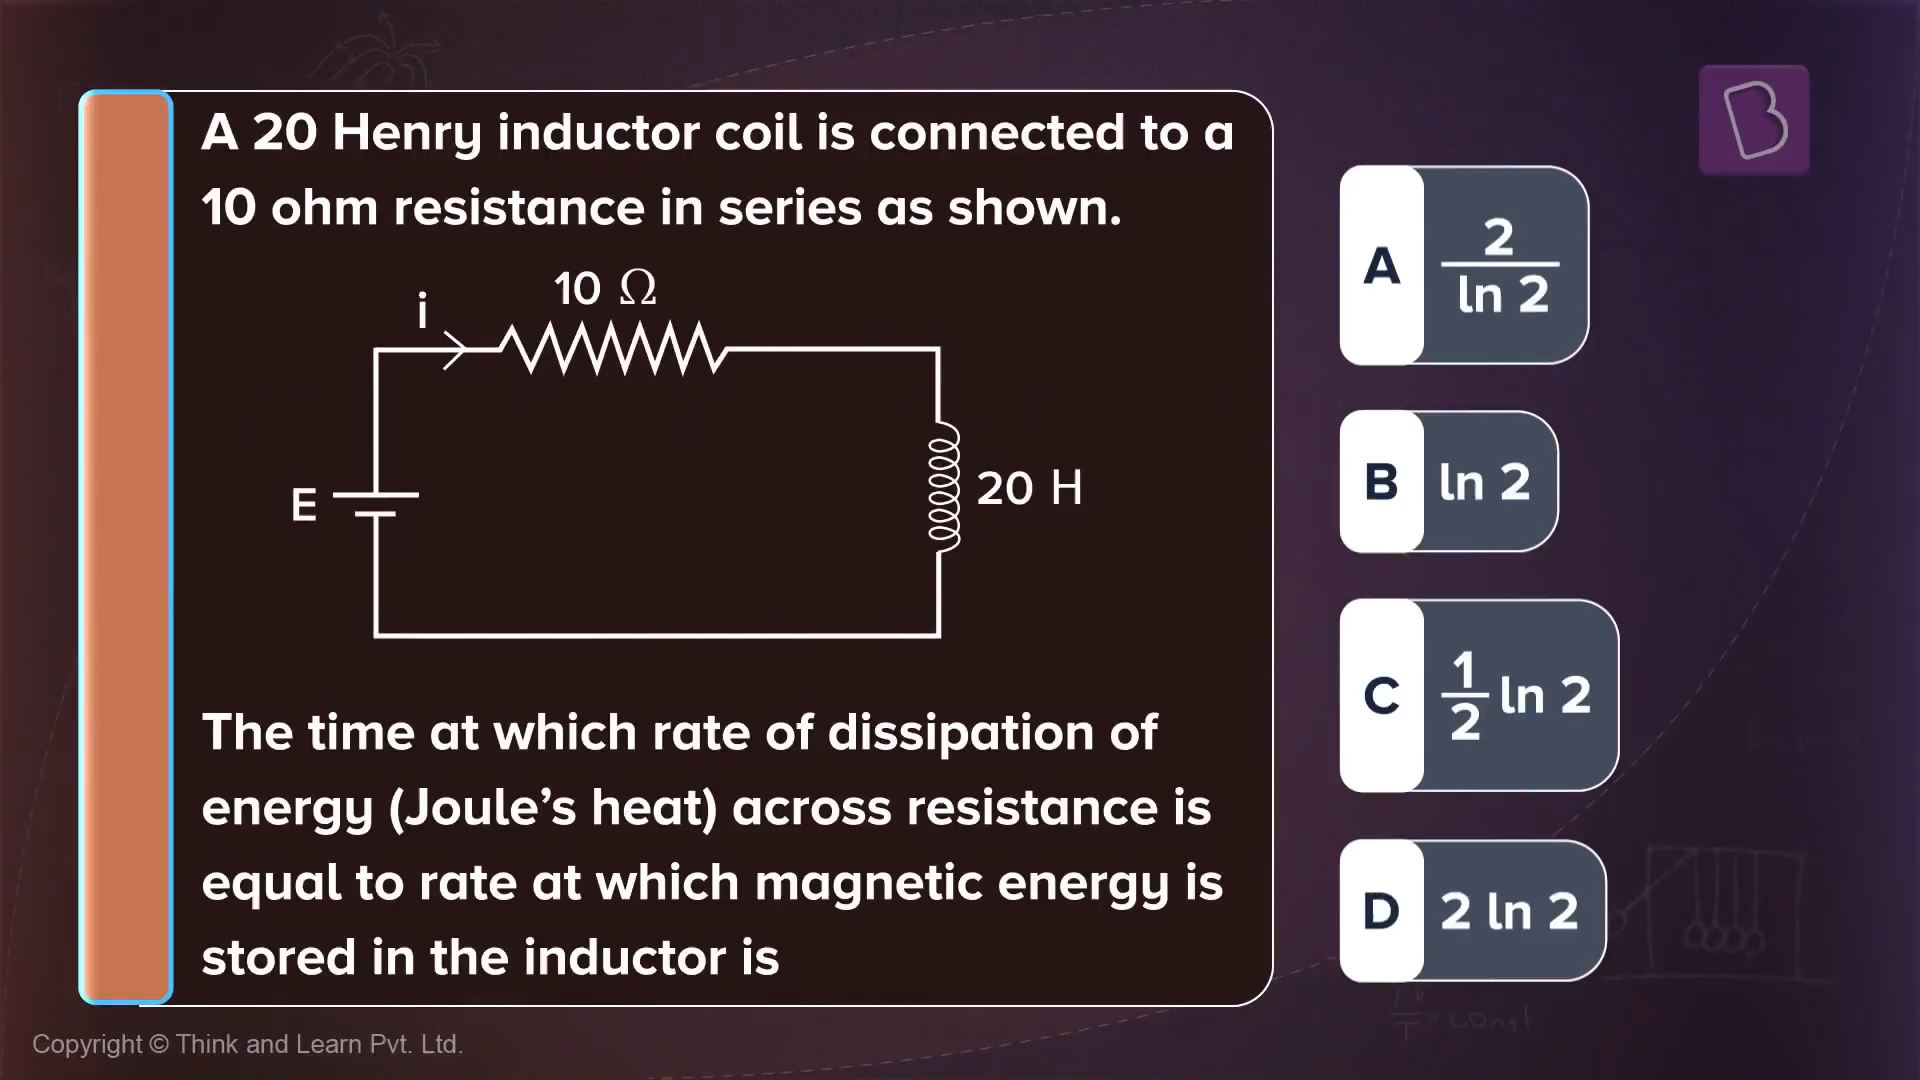 A 20 Henry inductor coil is connected to a
10 ohm resistance in series as shown.
10 Ω
i
E
20 H
The time at which rate of dissipation of
energy (Joule’s heat) across resistance is
equal to rate at which magnetic energy is
stored in the inductor is
A
2
ln 2
B ln 2
C 1/2 ln 2
D 2 ln 2
Copyright © Think and Learn Pvt. Ltd.